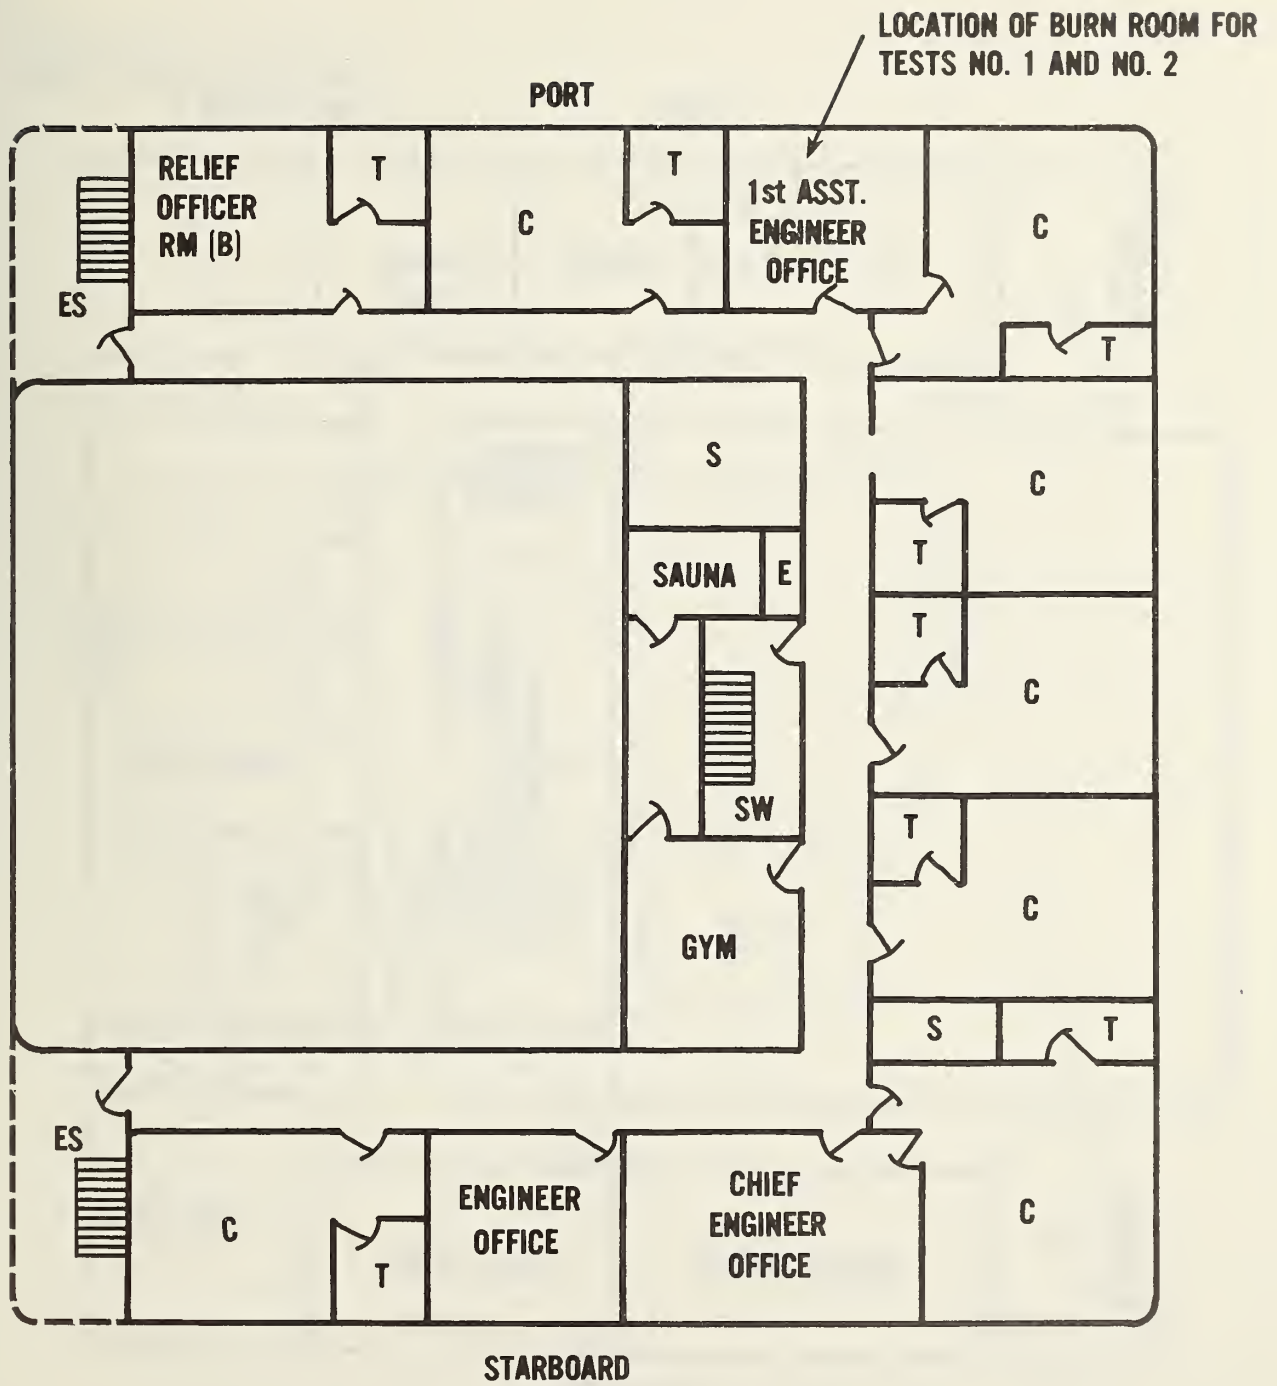 LOCATION OF BURN ROOM FOR
TESTS NO. 1 AND NO. 2
PORT
RELIEF
OFFICER
RM (B)
T
C
T
1st ASST.
ENGINEER
OFFICE
C
ES
T
S
C
SAUNA
E
T
T
C
SW
T
C
GYM
S
T
ES
C
T
ENGINEER
OFFICE
CHIEF
ENGINEER
OFFICE
C
STARBOARD